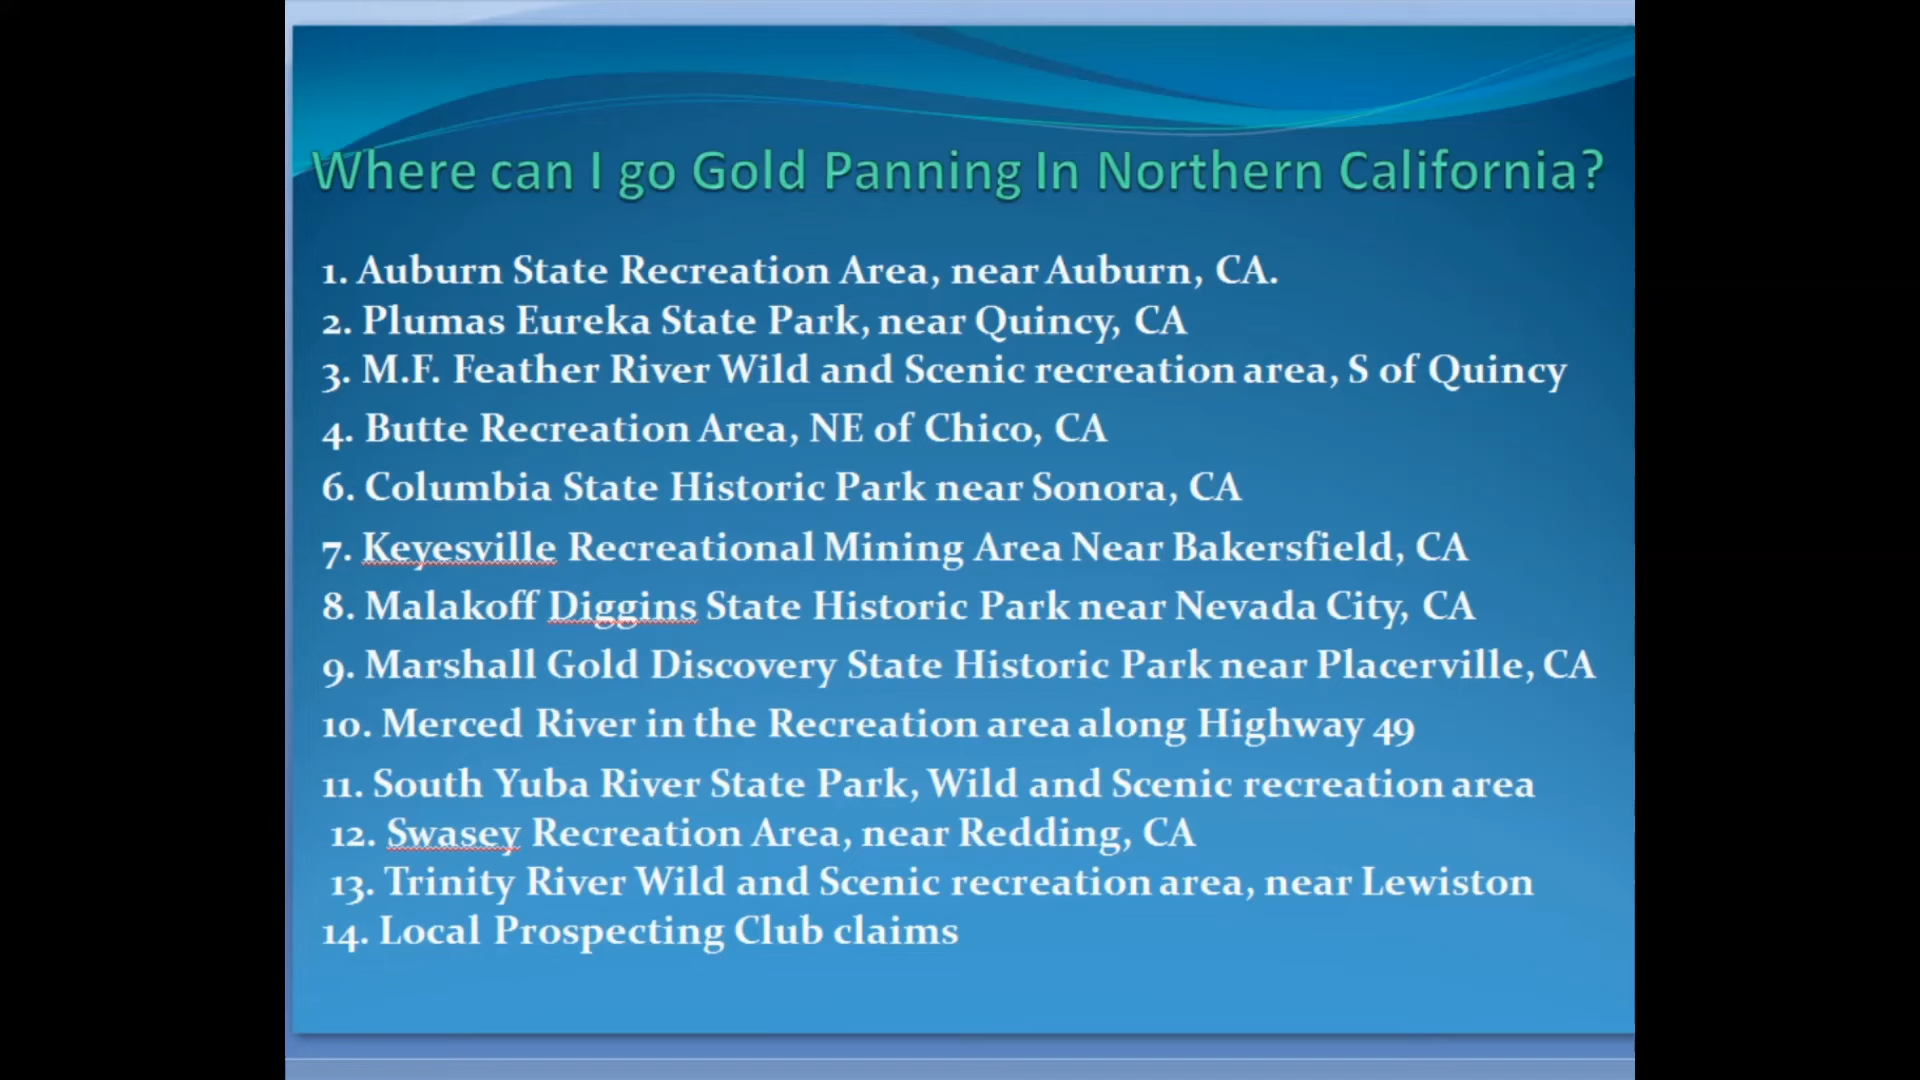 Where can I go Gold Panning In Northern California?
1. Auburn State Recreation Area, near Auburn, CA.
2. Plumas Eureka State Park, near Quincy, CA
3. M.F. Feather River Wild and Scenic recreation area, S of Quincy
4. Butte Recreation Area, NE of Chico, CA
6. Columbia State Historic Park near Sonora, CA
7. Keyesville Recreational Mining Area Near Bakersfield, CA
8. Malakoff Diggins State Historic Park near Nevada City, CA
9. Marshall Gold Discovery State Historic Park near Placerville, CA
10. Merced River in the Recreation area along Highway 49
11. South Yuba River State Park, Wild and Scenic recreation area
12. Swasey Recreation Area, near Redding, CA
13. Trinity River Wild and Scenic recreation area, near Lewiston
14. Local Prospecting Club claims